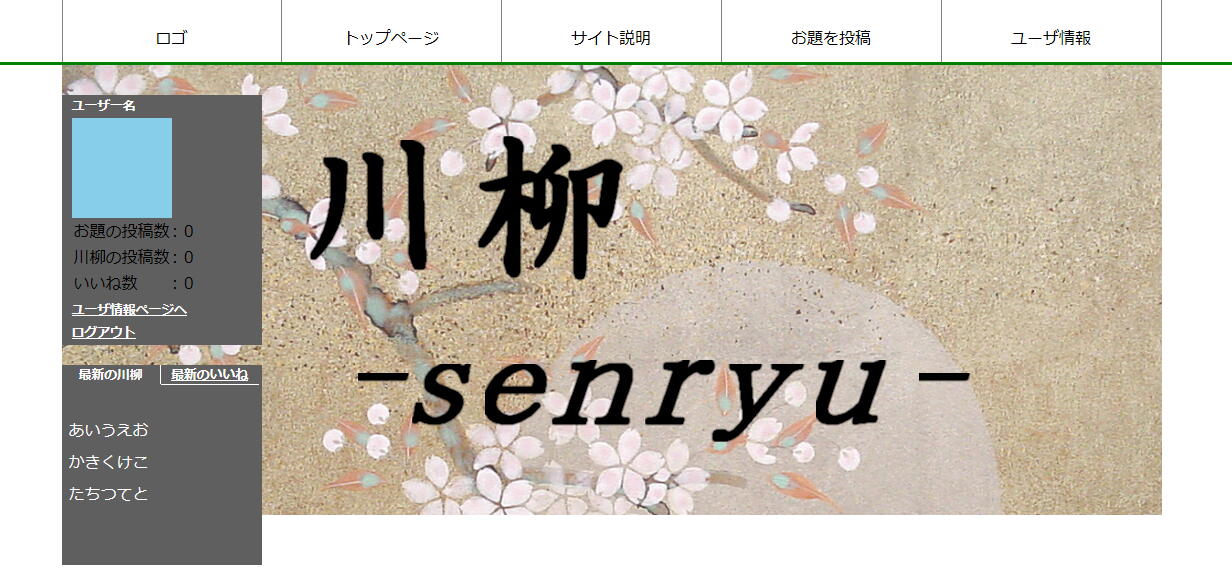 ロゴ
トップページ
サイト説明
お題を投稿
ユーザ情報
ユーザー名
お題の投稿数 : 0
川柳の投稿数 : 0
いいね数 : 0
ユーザ情報ページへ
ログアウト
最新の川柳
最新のいいね
あいうえお
かきくけこ
たちつてと
川柳
-senryu-